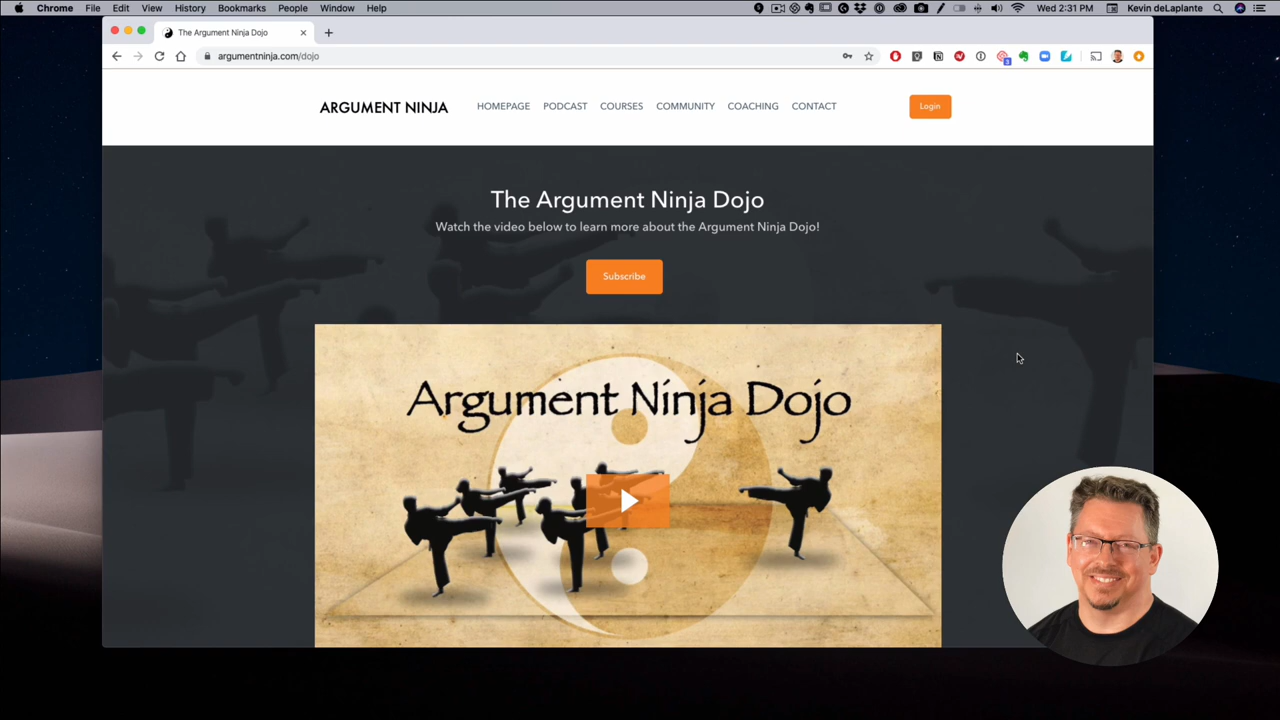 Chrome File Edit View History Bookmarks People Window Help Wed 2:31 PM Kevin deLaplante
The Argument Ninja Dojo
argumentninja.com/dojo
ARGUMENT NINJA HOMEPAGE PODCAST COURSES COMMUNITY COACHING CONTACT Login
The Argument Ninja Dojo
Watch the video below to learn more about the Argument Ninja Dojo!
Subscribe
Argument Ninja Dojo